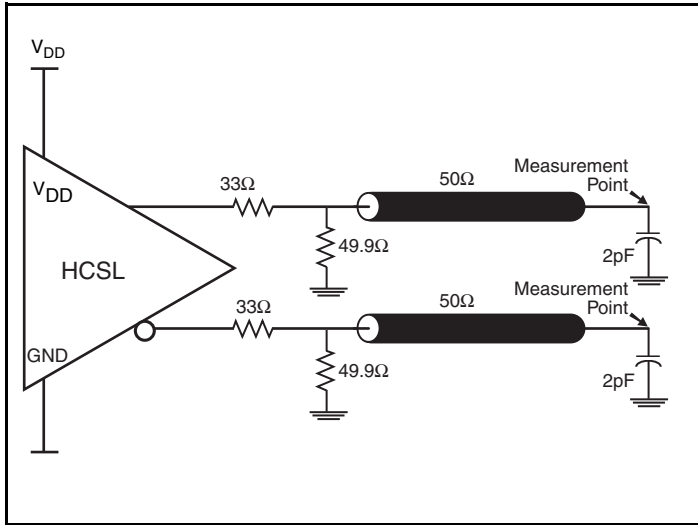 VDD
VDD
HCSL
GND
33Ω
49.9Ω
50Ω
Measurement
Point
2pF
33Ω
49.9Ω
50Ω
Measurement
Point
2pF